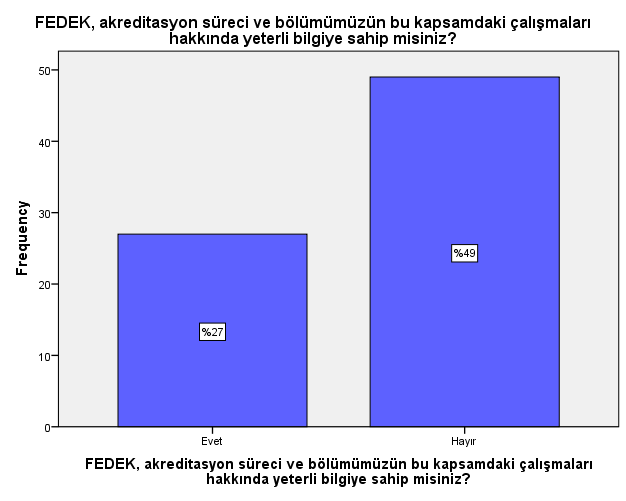 FEDEK, akreditasyon süreci ve bölümümüzün bu kapsamdaki çalışmaları
hakkında yeterli bilgiye sahip misiniz?
50
40
30
20
10
0
Frequency
%27
%49
Evet
Hayır
FEDEK, akreditasyon süreci ve bölümümüzün bu kapsamdaki çalışmaları
hakkında yeterli bilgiye sahip misiniz?